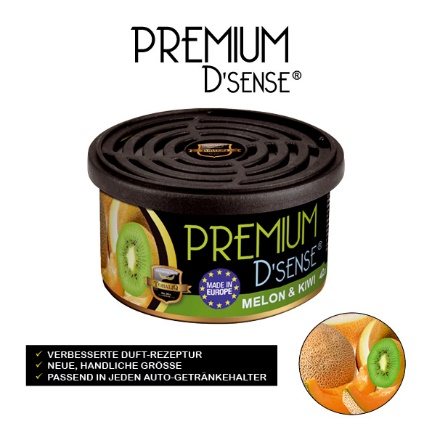 PREMIUM
D'SENSE®
PREMIUM
D'SENSE®
MADE IN
EUROPE
MELON & KIWI
✓ VERBESSERTE DUFT-REZEPTUR
✓ NEUE, HANDLICHE GRÖSSE
✓ PASSEND IN JEDEN AUTO-GETRÄNKEHALTER